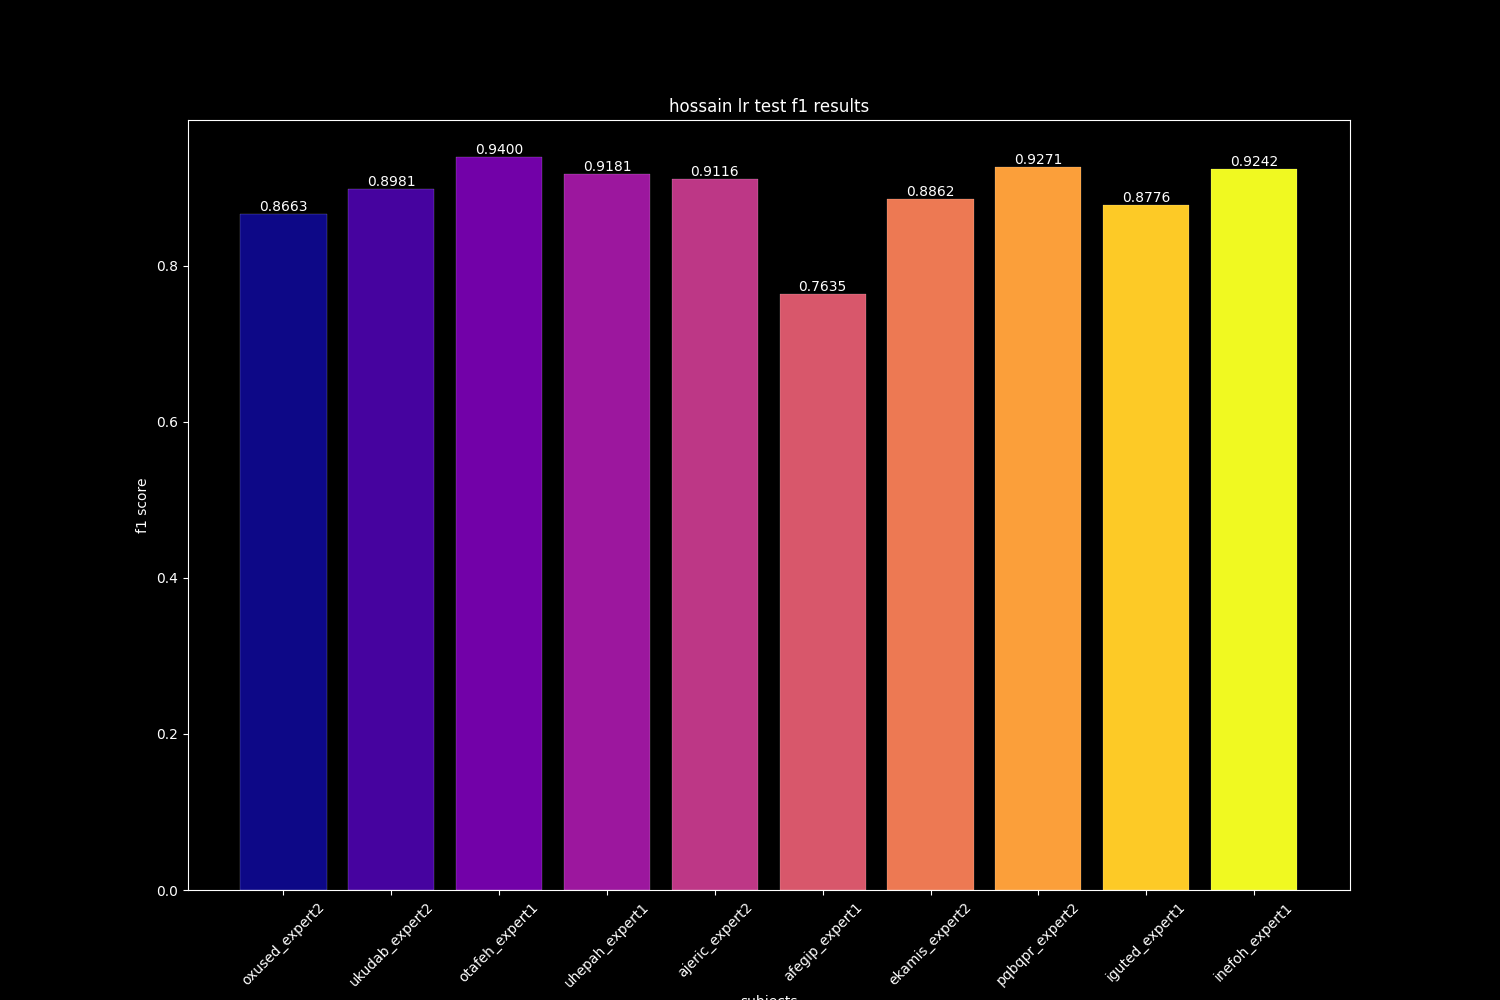 hossain lr test f1 results
0.8663
0.8981
0.9400
0.9181
0.9116
0.7635
0.8862
0.9271
0.8776
0.9242
f1 score
0.8
0.6
0.4
0.2
0.0
oxused_expert2
ukudab_expert2
otafeh_expert1
uhepah_expert1
ajeric_expert2
afegip_expert1
ekamis_expert2
pqbqpr_expert2
iguted_expert1
inefoh_expert1
subjects